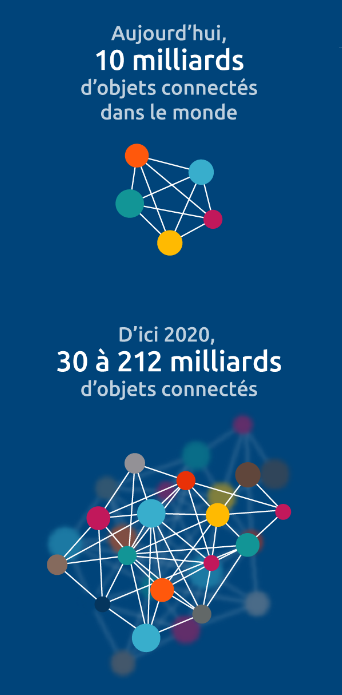 Aujourd’hui,
10 milliards
d’objets connectés
dans le monde
D’ici 2020,
30 à 212 milliards
d’objets connectés